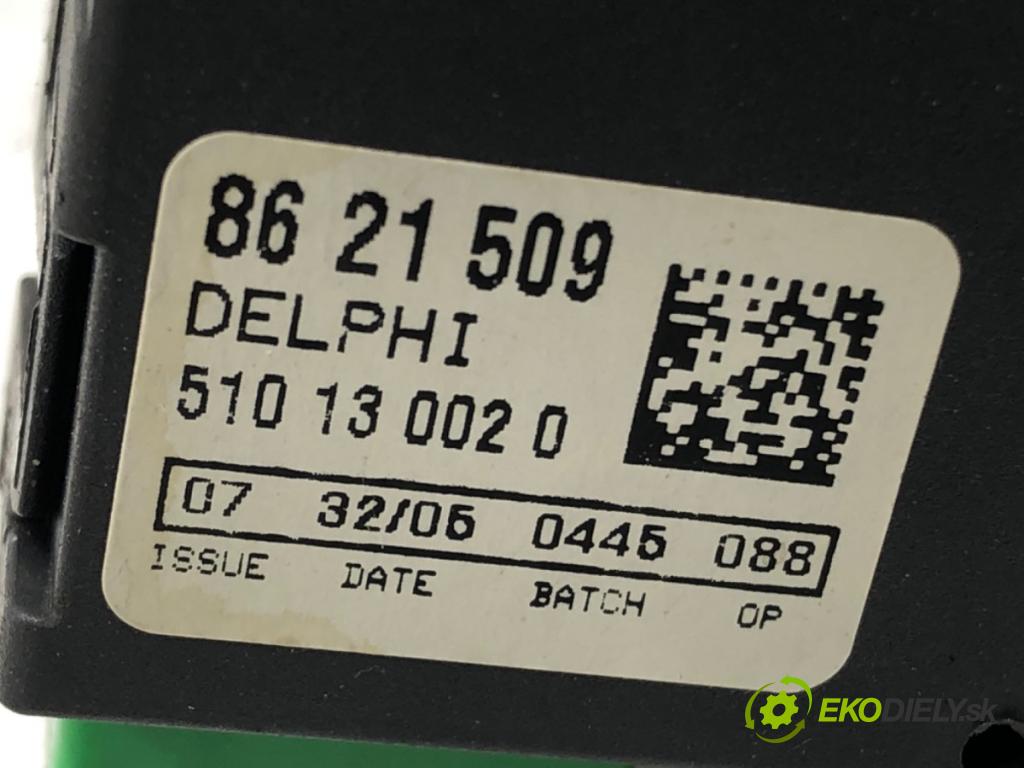 86 21 509
DELPHI
510 13 002 0
07 32/05 0445 088
ISSUE DATE BATCH OP
EKODIELY.sk